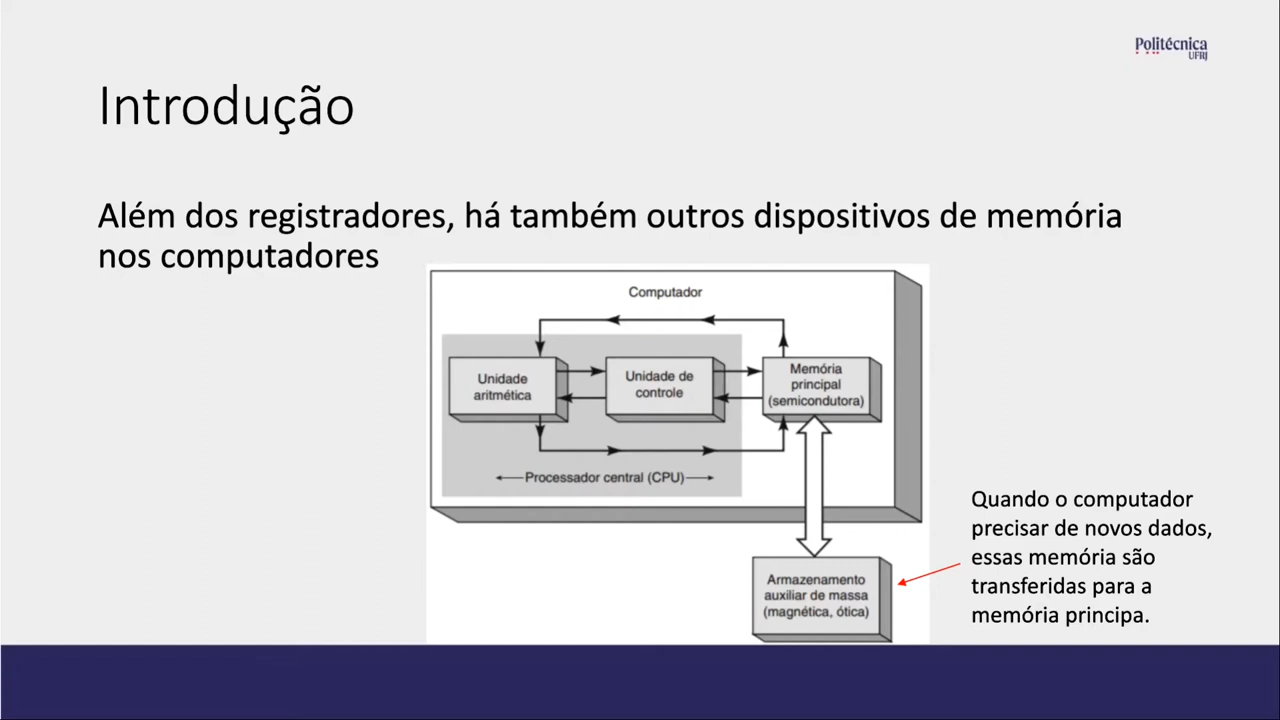 Politécnica
UFRJ
Introdução
Além dos registradores, há também outros dispositivos de memória
nos computadores
Computador
Unidade
aritmética
Unidade de
controle
Memória
principal
(semicondutora)
Processador central (CPU)
Armazenamento
auxiliar de massa
(magnética, ótica)
Quando o computador
precisar de novos dados,
essas memória são
transferidas para a
memória principa.